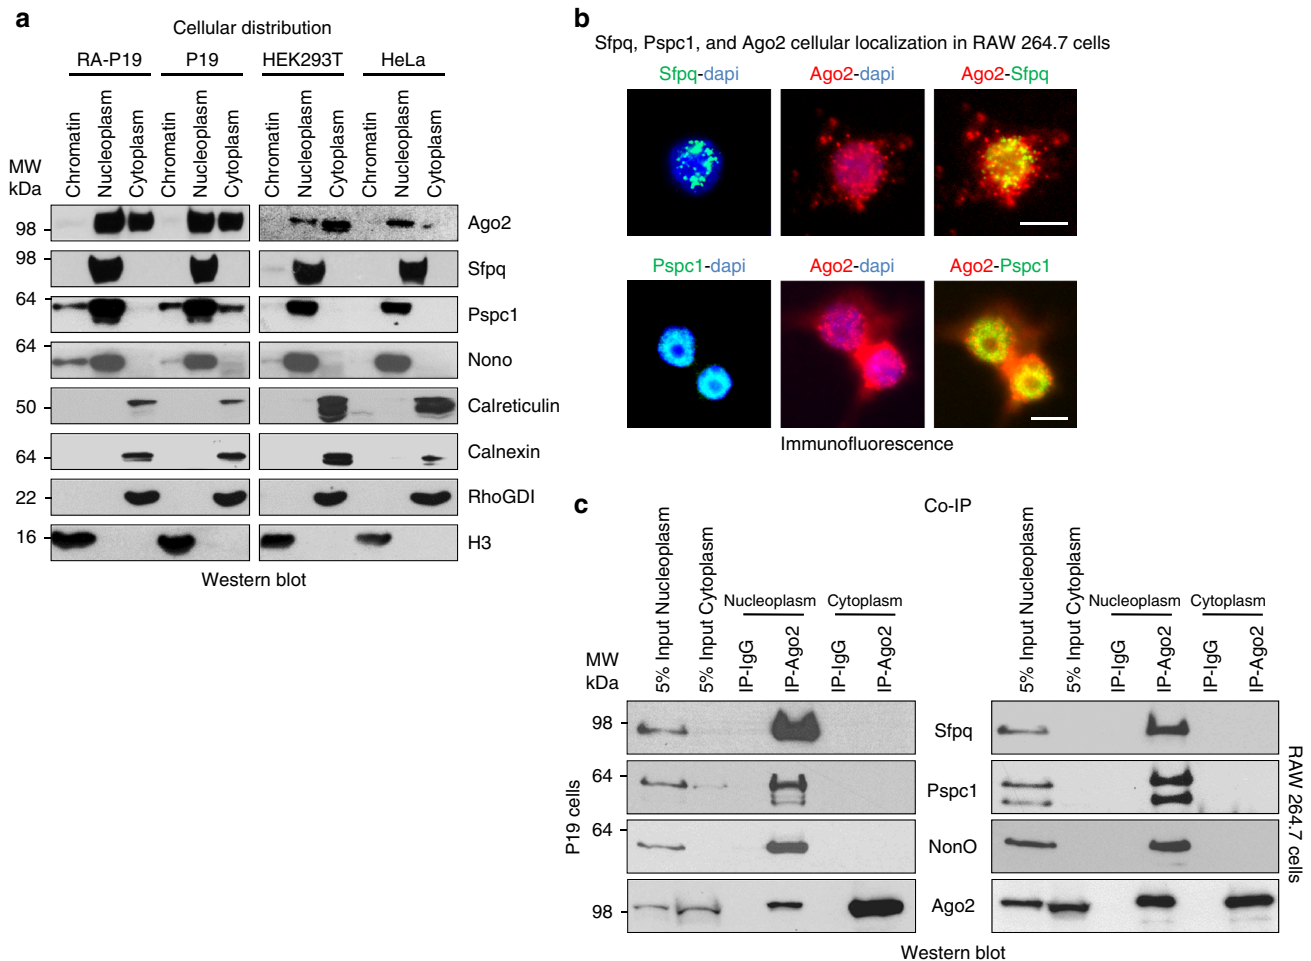 a
Cellular distribution
RA-P19 P19 HEK293T HeLa
MW
kDa
Chromatin
Nucleoplasm
Cytoplasm
Chromatin
Nucleoplasm
Cytoplasm
Chromatin
Nucleoplasm
Cytoplasm
Chromatin
Nucleoplasm
Cytoplasm
98 Ago2
98 Sfpq
64 Pspc1
64 Nono
50 Calreticulin
64 Calnexin
22 RhoGDI
16 H3
Western blot
b
Sfpq, Pspc1, and Ago2 cellular localization in RAW 264.7 cells
Sfpq-dapi Ago2-dapi Ago2-Sfpq
Pspc1-dapi Ago2-dapi Ago2-Pspc1
Immunofluorescence
c
Co-IP
MW
kDa
5% Input Nucleoplasm
5% Input Cytoplasm
Nucleoplasm Cytoplasm
IP-IgG
IP-Ago2
IP-IgG
IP-Ago2
5% Input Nucleoplasm
5% Input Cytoplasm
Nucleoplasm Cytoplasm
IP-IgG
IP-Ago2
IP-IgG
IP-Ago2
P19 cells
98 Sfpq
64 Pspc1
64 NonO
98 Ago2
RAW 264.7 cells
Western blot